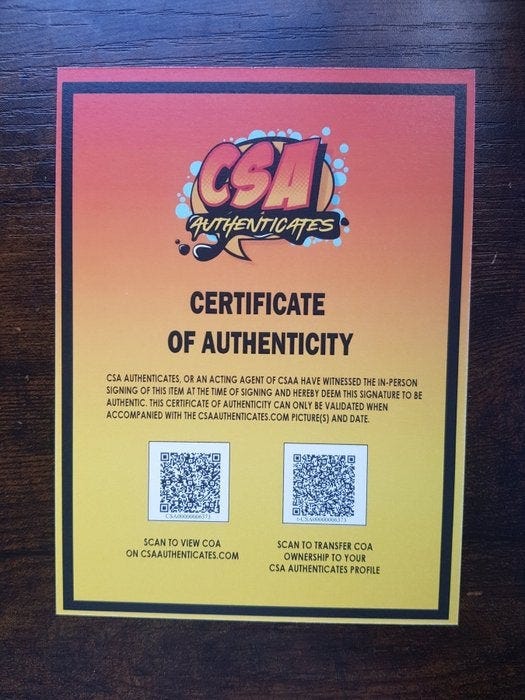 CSA
AUTHENTICATES
CERTIFICATE
OF AUTHENTICITY
CSA AUTHENTICATES, OR AN ACTING AGENT OF CSAA HAVE WITNESSED THE IN-PERSON
SIGNING OF THIS ITEM AT THE TIME OF SIGNING AND HEREBY DEEM THIS SIGNATURE TO BE
AUTHENTIC. THIS CERTIFICATE OF AUTHENTICITY CAN ONLY BE VALIDATED WHEN
ACCOMPANIED WITH THE CSAAUTHENTICATES.COM PICTURE(S) AND DATE.
SCAN TO VIEW COA
ON CSAAUTHENTICATES.COM
SCAN TO TRANSFER COA
OWNERSHIP TO YOUR
CSA AUTHENTICATES PROFILE